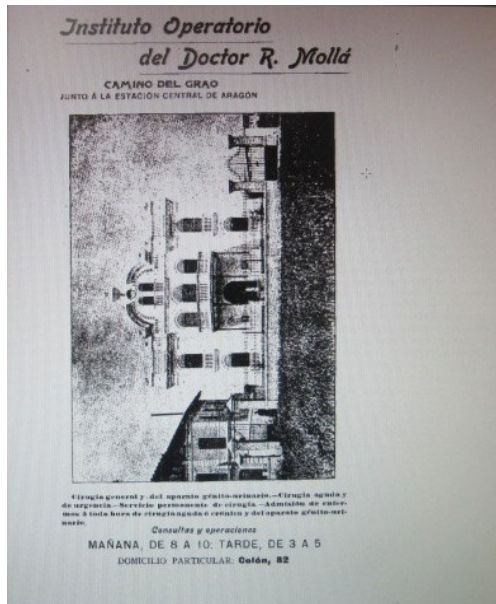 Instituto Operatorio
del Doctor R. Mollá
CAMINO DEL GRAO
JUNTO Á LA ESTACIÓN CENTRAL DE ARAGÓN
Cirugía general y del aparato génito-urinario.—Cirugía aguda y
de urgencia.—Servicio permanente de cirugía.—Admisión de enfer-
mos á toda hora de cirugía aguda ó crónica y del aparato génito-uri-
nario.
Consultas y operaciones
MAÑANA, DE 8 A 10: TARDE, DE 3 A 5
DOMICILIO PARTICULAR: Colón, 82